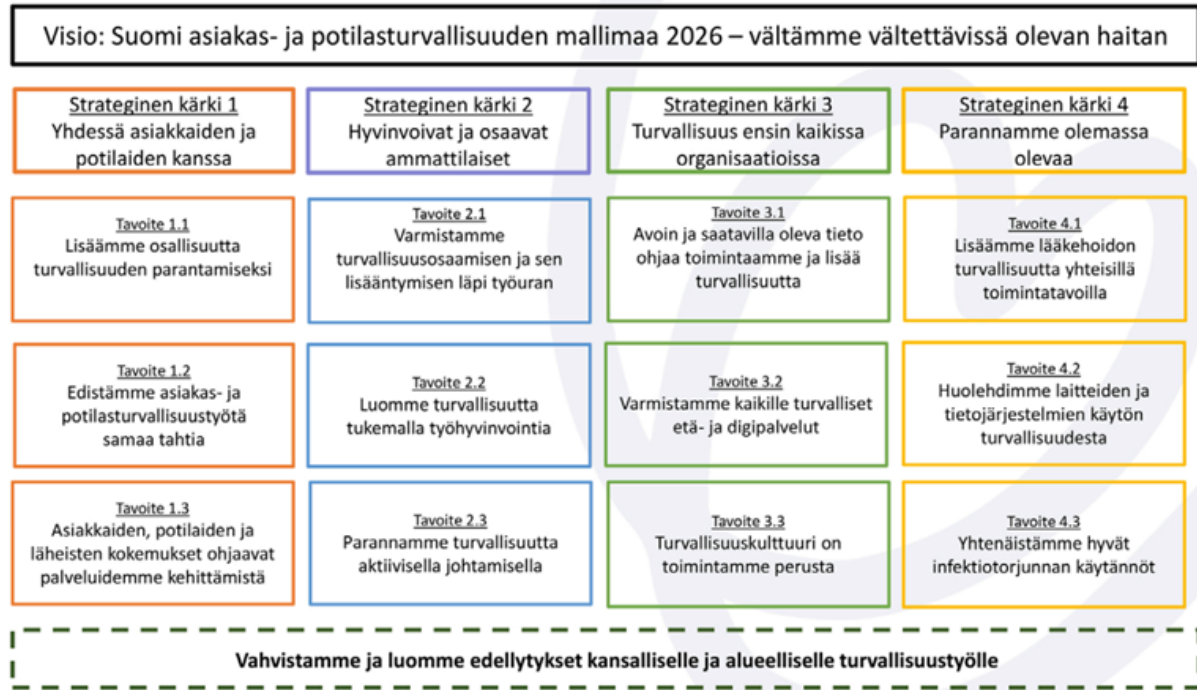 Visio: Suomi asiakas- ja potilasturvallisuuden mallimaa 2026 – vältämme vältettävissä olevan haitan
Strateginen kärki 1
Yhdessä asiakkaiden ja
potilaiden kanssa
Strateginen kärki 2
Hyvinvoivat ja osaavat
ammattilaiset
Strateginen kärki 3
Turvallisuus ensin kaikissa
organisaatioissa
Strateginen kärki 4
Parannamme olemassa
olevaa
Tavoite 1.1
Lisäämme osallisuutta
turvallisuuden parantamiseksi
Tavoite 2.1
Varmistamme
turvallisuusosaamisen ja sen
lisääntymisen läpi työuran
Tavoite 3.1
Avoin ja saatavilla oleva tieto
ohjaa toimintaamme ja lisää
turvallisuutta
Tavoite 4.1
Lisäämme lääkehoidon
turvallisuutta yhteisillä
toimintatavoilla
Tavoite 1.2
Edistämme asiakas- ja
potilasturvallisuustyötä
samaa tahtia
Tavoite 2.2
Luomme turvallisuutta
tukemalla työhyvinvointia
Tavoite 3.2
Varmistamme kaikille turvalliset
etä- ja digipalvelut
Tavoite 4.2
Huolehdimme laitteiden ja
tietojärjestelmien käytön
turvallisuudesta
Tavoite 1.3
Asiakkaiden, potilaiden ja
läheisten kokemukset ohjaavat
palveluidemme kehittämistä
Tavoite 2.3
Parannamme turvallisuutta
aktiivisella johtamisella
Tavoite 3.3
Turvallisuuskulttuuri on
toimintamme perusta
Tavoite 4.3
Yhtenäistämme hyvät
infektiotorjunnan käytännöt
Vahvistamme ja luomme edellytykset kansalliselle ja alueelliselle turvallisuustyölle